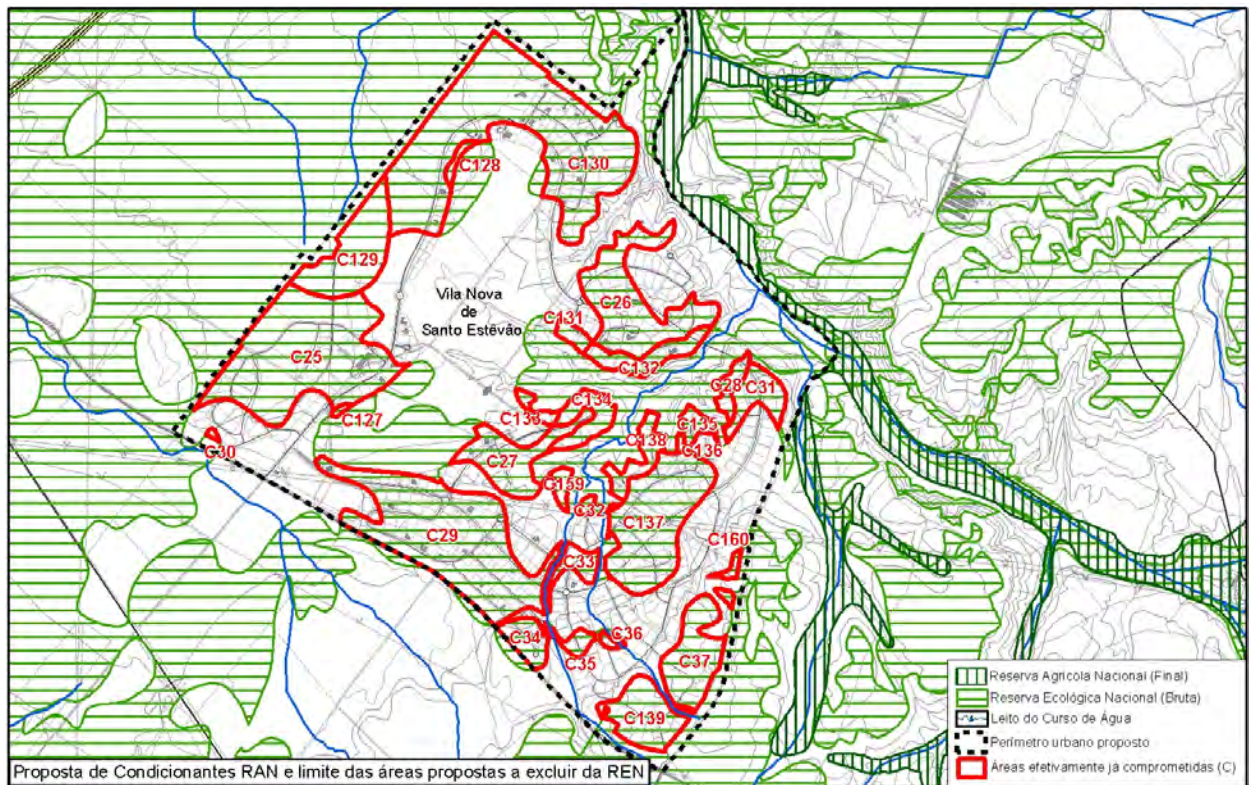 C128
C130
C129
Vila Nova
de
Santo Estêvão
C26
C131
C25
C132
C28
C31
C127
C133
C134
C135
C138
C136
C30
C27
C159
C32
C29
C137
C160
C33
C34
C36
C35
C37
C139
Reserva Agrícola Nacional (Final)
Reserva Ecológica Nacional (Bruta)
Leito do Curso de Água
Perímetro urbano proposto
Áreas efetivamente já comprometidas (C)
Proposta de Condicionantes RAN e limite das áreas propostas a excluir da REN